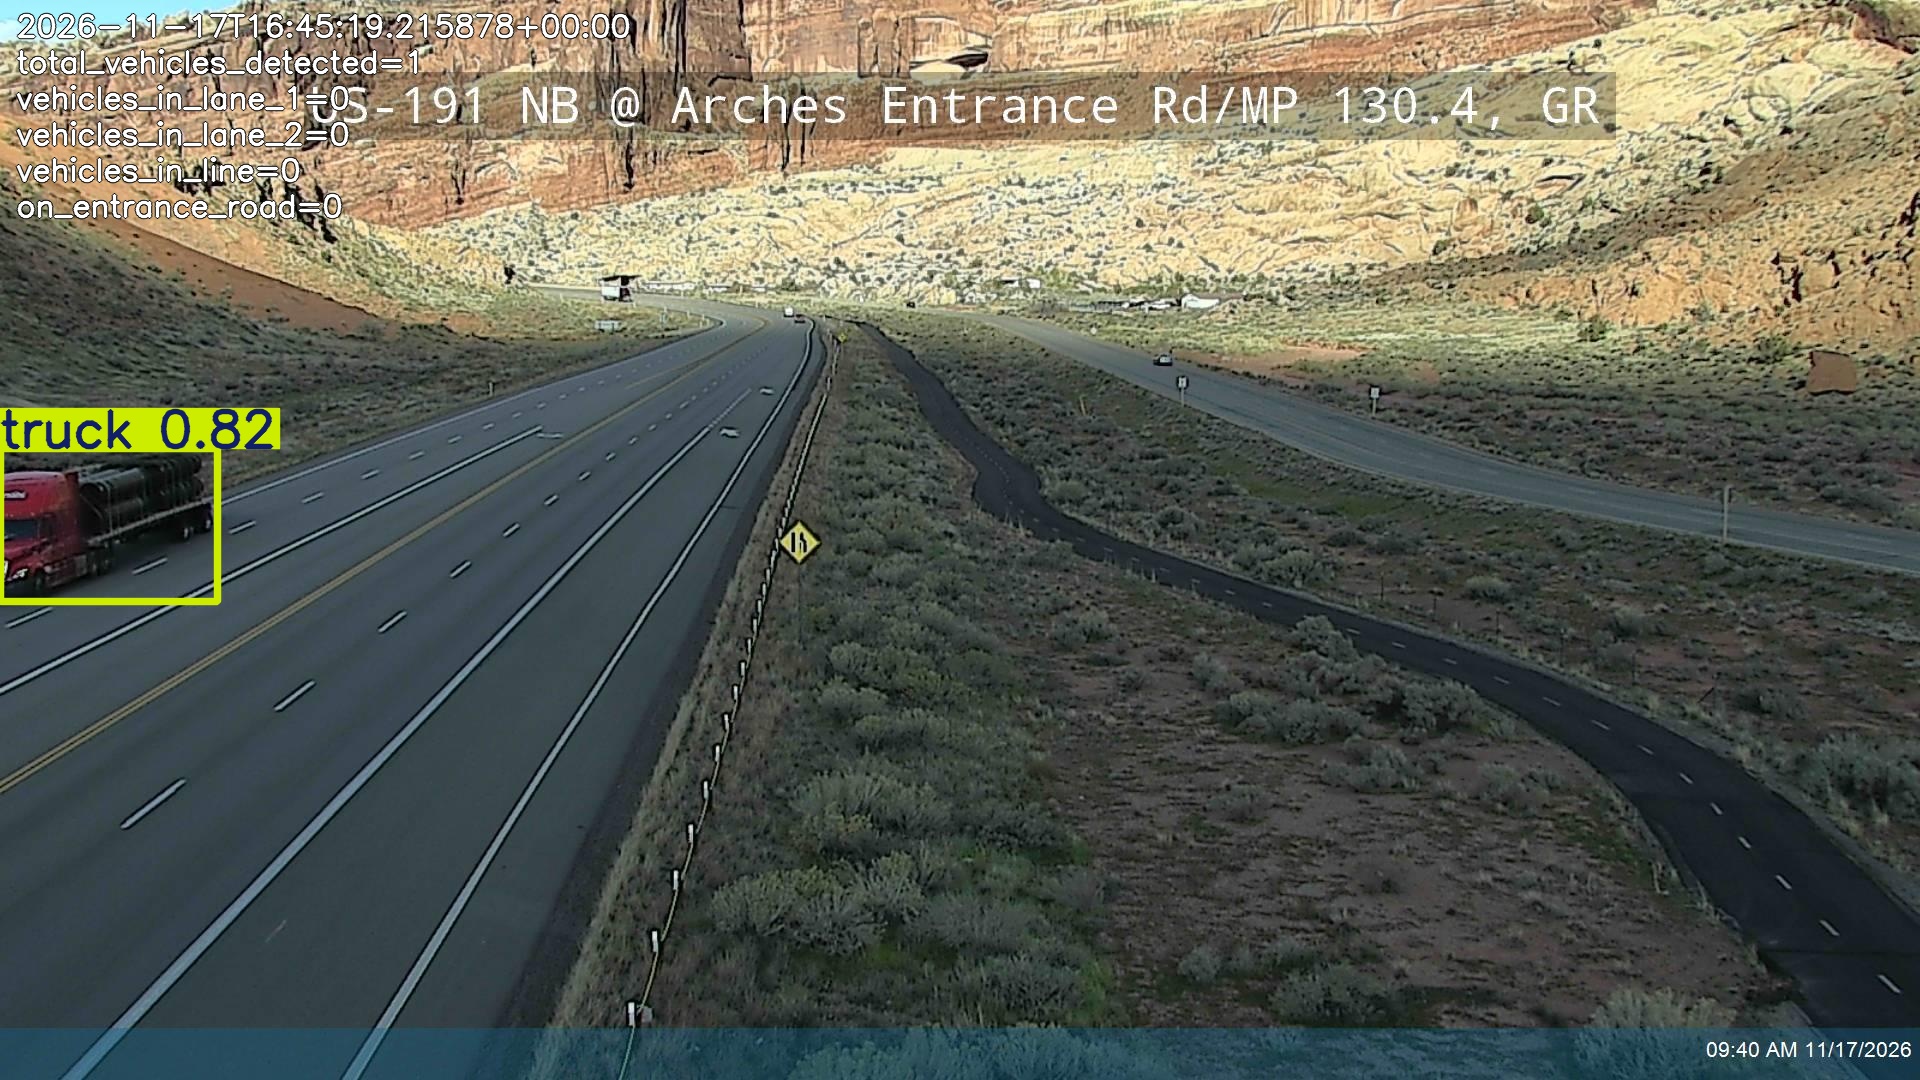 2026-11-17T16:45:19.215878+00:00
total_vehicles_detected=1
vehicles_in_lane_1=0
US-191 NB @ Arches Entrance Rd/MP 130.4, GR
vehicles_in_lane_2=0
vehicles_in_line=0
on_entrance_road=0
truck 0.82
09:40 AM 11/17/2026